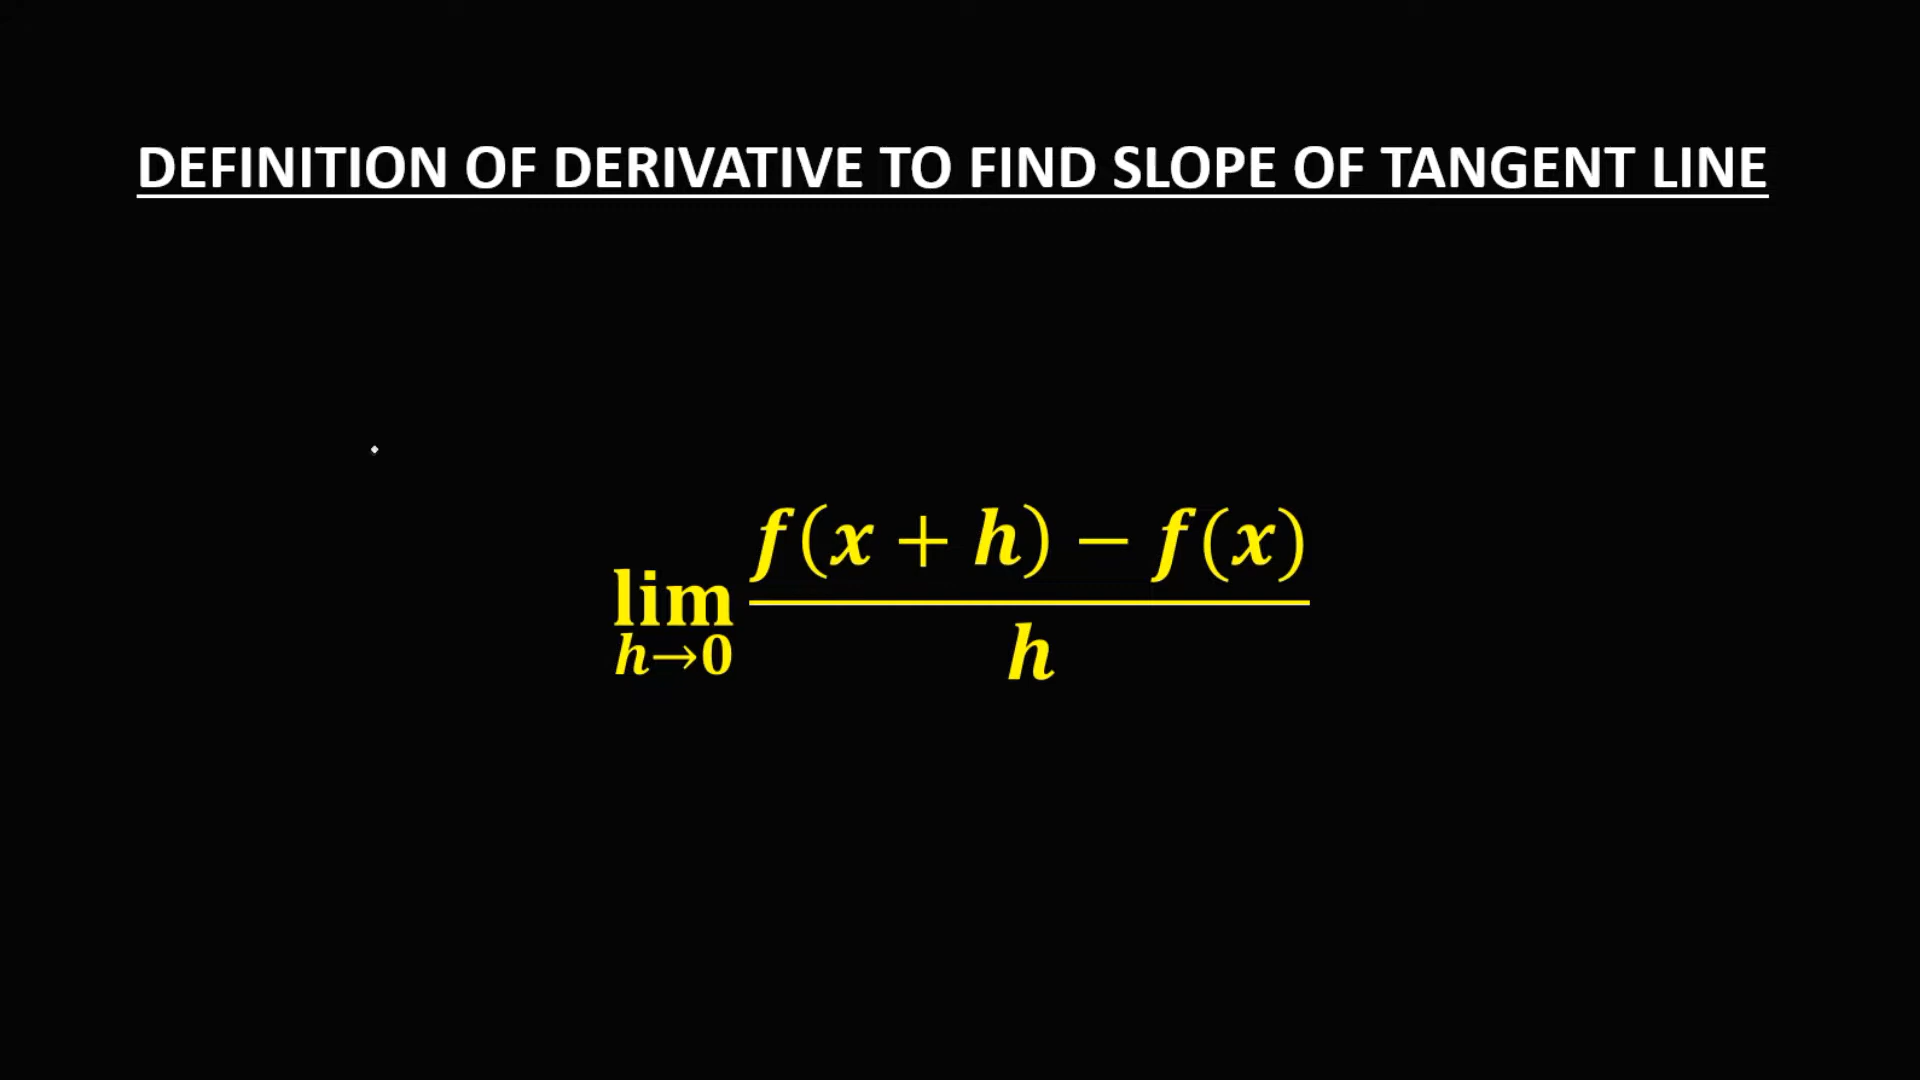 DEFINITION OF DERIVATIVE TO FIND SLOPE OF TANGENT LINE
f(x + h) − f(x)
lim
h→0
h